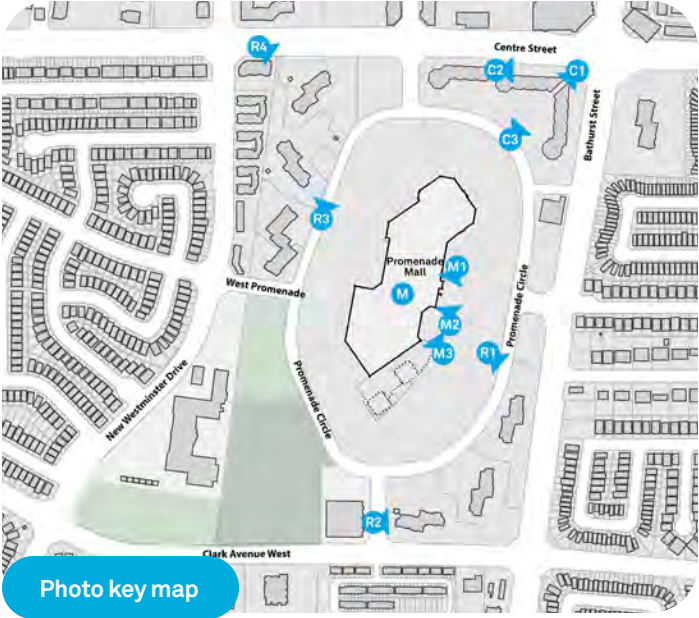 R4
Centre Street
C2
C1
Bathurst Street
C3
R3
Promenade
Mall
M1
West Promenade
M
M2
Promenade Circle
M3
R1
New Westminster Drive
Promenade Circle
R2
Clark Avenue West
Photo key map